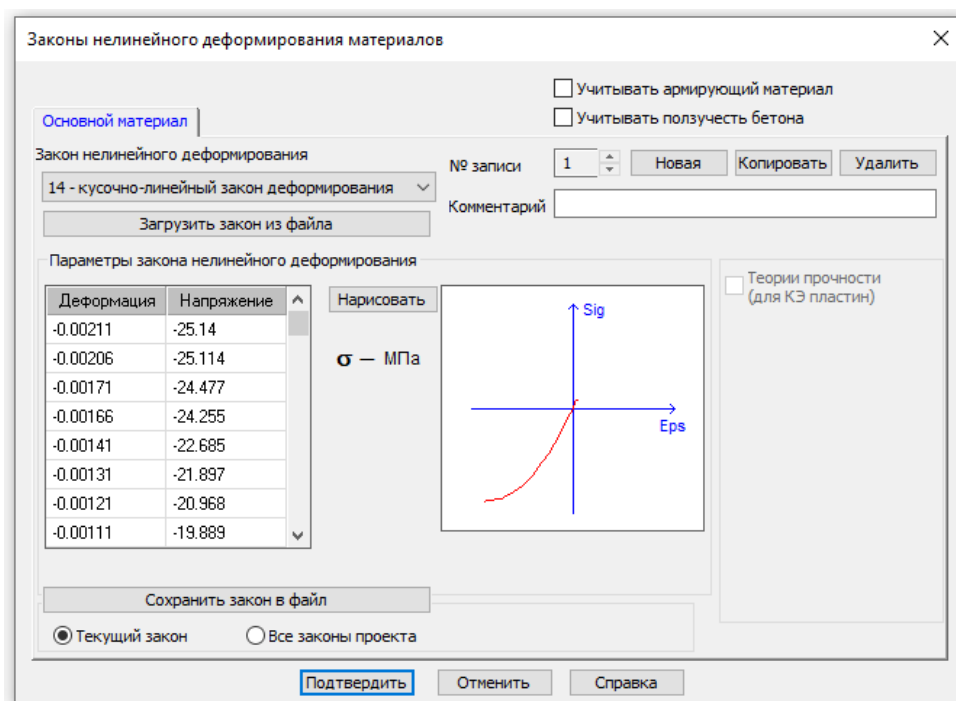 Законы нелинейного деформирования материалов
Учитывать армирующий материал
Учитывать ползучесть бетона
Основной материал
Закон нелинейного деформирования
14 - кусочно-линейный закон деформирования
Загрузить закон из файла
№ записи 1 Новая Копировать Удалить
Комментарий
Параметры закона нелинейного деформирования
Деформация Напряжение
-0.00211 -25.14
-0.00206 -25.114
-0.00171 -24.477
-0.00166 -24.255
-0.00141 -22.685
-0.00131 -21.897
-0.00121 -20.968
-0.00111 -19.889
Нарисовать
σ — МПа
Sig
Eps
Теории прочности
(для КЭ пластин)
Сохранить закон в файл
Текущий закон Все законы проекта
Подтвердить Отменить Справка